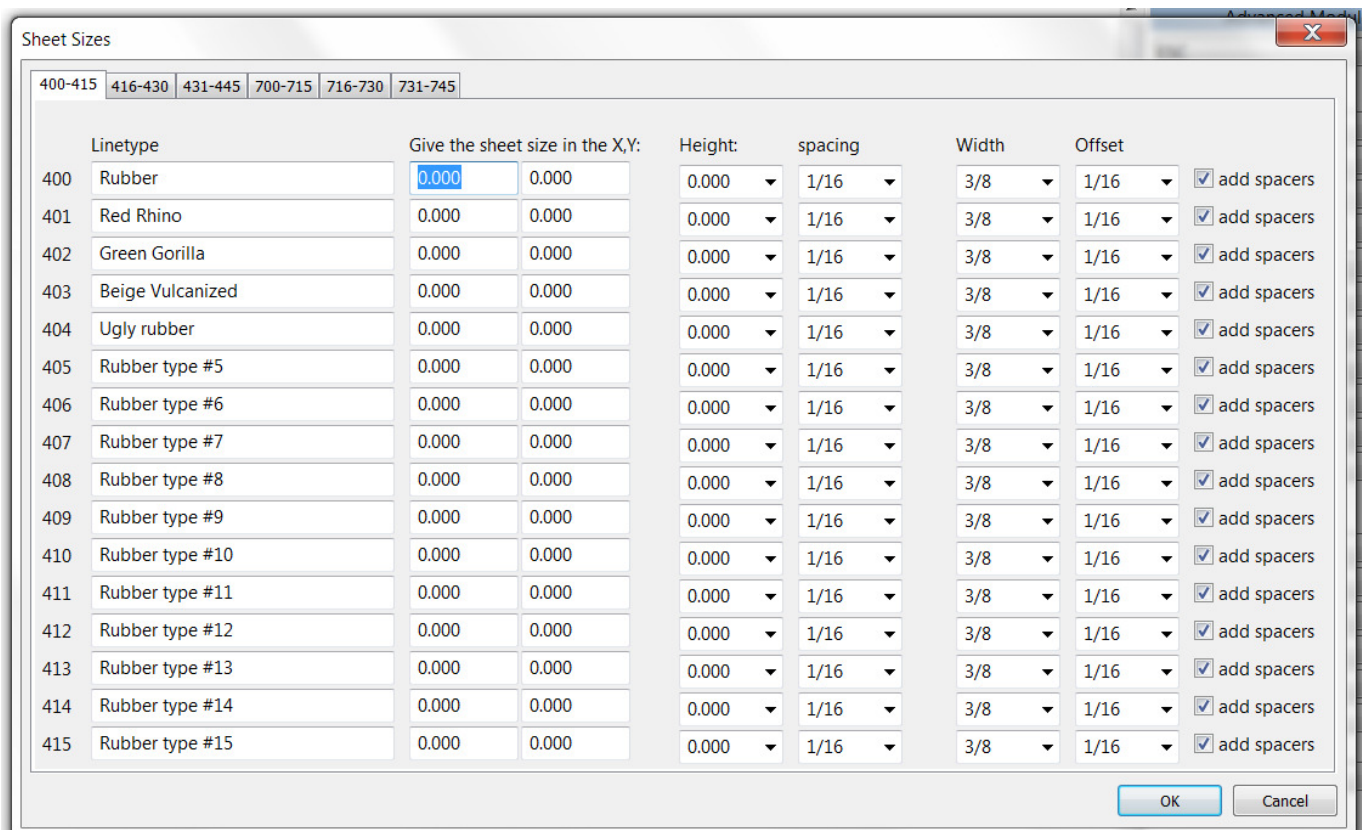 Advanced Modul
Sheet Sizes
400-415 416-430 431-445 700-715 716-730 731-745
Linetype Give the sheet size in the X,Y: Height: spacing Width Offset
400 Rubber 0.000 0.000 0.000 1/16 3/8 1/16 add spacers
401 Red Rhino 0.000 0.000 0.000 1/16 3/8 1/16 add spacers
402 Green Gorilla 0.000 0.000 0.000 1/16 3/8 1/16 add spacers
403 Beige Vulcanized 0.000 0.000 0.000 1/16 3/8 1/16 add spacers
404 Ugly rubber 0.000 0.000 0.000 1/16 3/8 1/16 add spacers
405 Rubber type #5 0.000 0.000 0.000 1/16 3/8 1/16 add spacers
406 Rubber type #6 0.000 0.000 0.000 1/16 3/8 1/16 add spacers
407 Rubber type #7 0.000 0.000 0.000 1/16 3/8 1/16 add spacers
408 Rubber type #8 0.000 0.000 0.000 1/16 3/8 1/16 add spacers
409 Rubber type #9 0.000 0.000 0.000 1/16 3/8 1/16 add spacers
410 Rubber type #10 0.000 0.000 0.000 1/16 3/8 1/16 add spacers
411 Rubber type #11 0.000 0.000 0.000 1/16 3/8 1/16 add spacers
412 Rubber type #12 0.000 0.000 0.000 1/16 3/8 1/16 add spacers
413 Rubber type #13 0.000 0.000 0.000 1/16 3/8 1/16 add spacers
414 Rubber type #14 0.000 0.000 0.000 1/16 3/8 1/16 add spacers
415 Rubber type #15 0.000 0.000 0.000 1/16 3/8 1/16 add spacers
OK Cancel